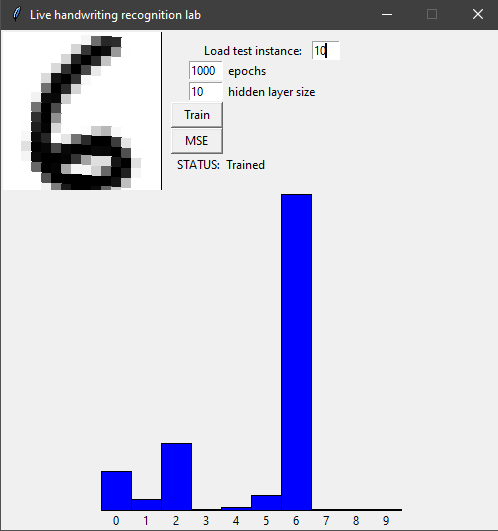 Live handwriting recognition lab
Load test instance: 10
1000 epochs
10 hidden layer size
Train
MSE
STATUS: Trained
6
0 1 2 3 4 5 6 7 8 9